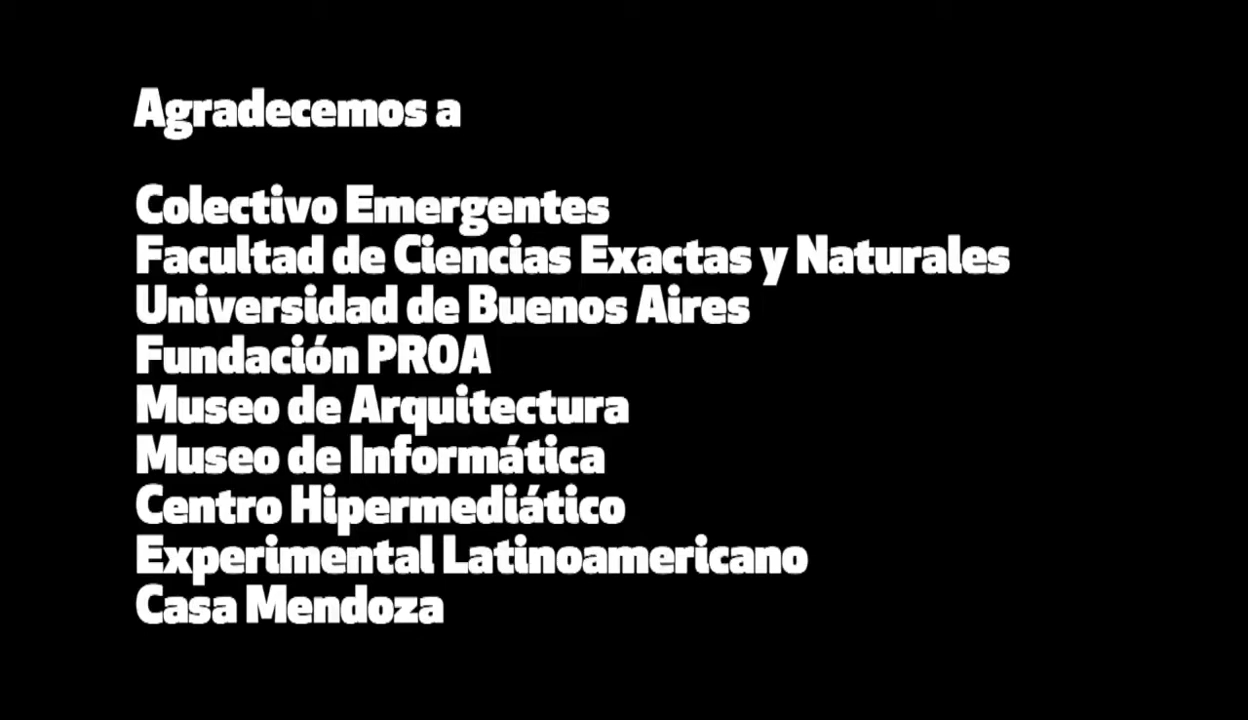 Agradecemos a
Colectivo Emergentes
Facultad de Ciencias Exactas y Naturales
Universidad de Buenos Aires
Fundación PROA
Museo de Arquitectura
Museo de Informática
Centro Hipermediático
Experimental Latinoamericano
Casa Mendoza